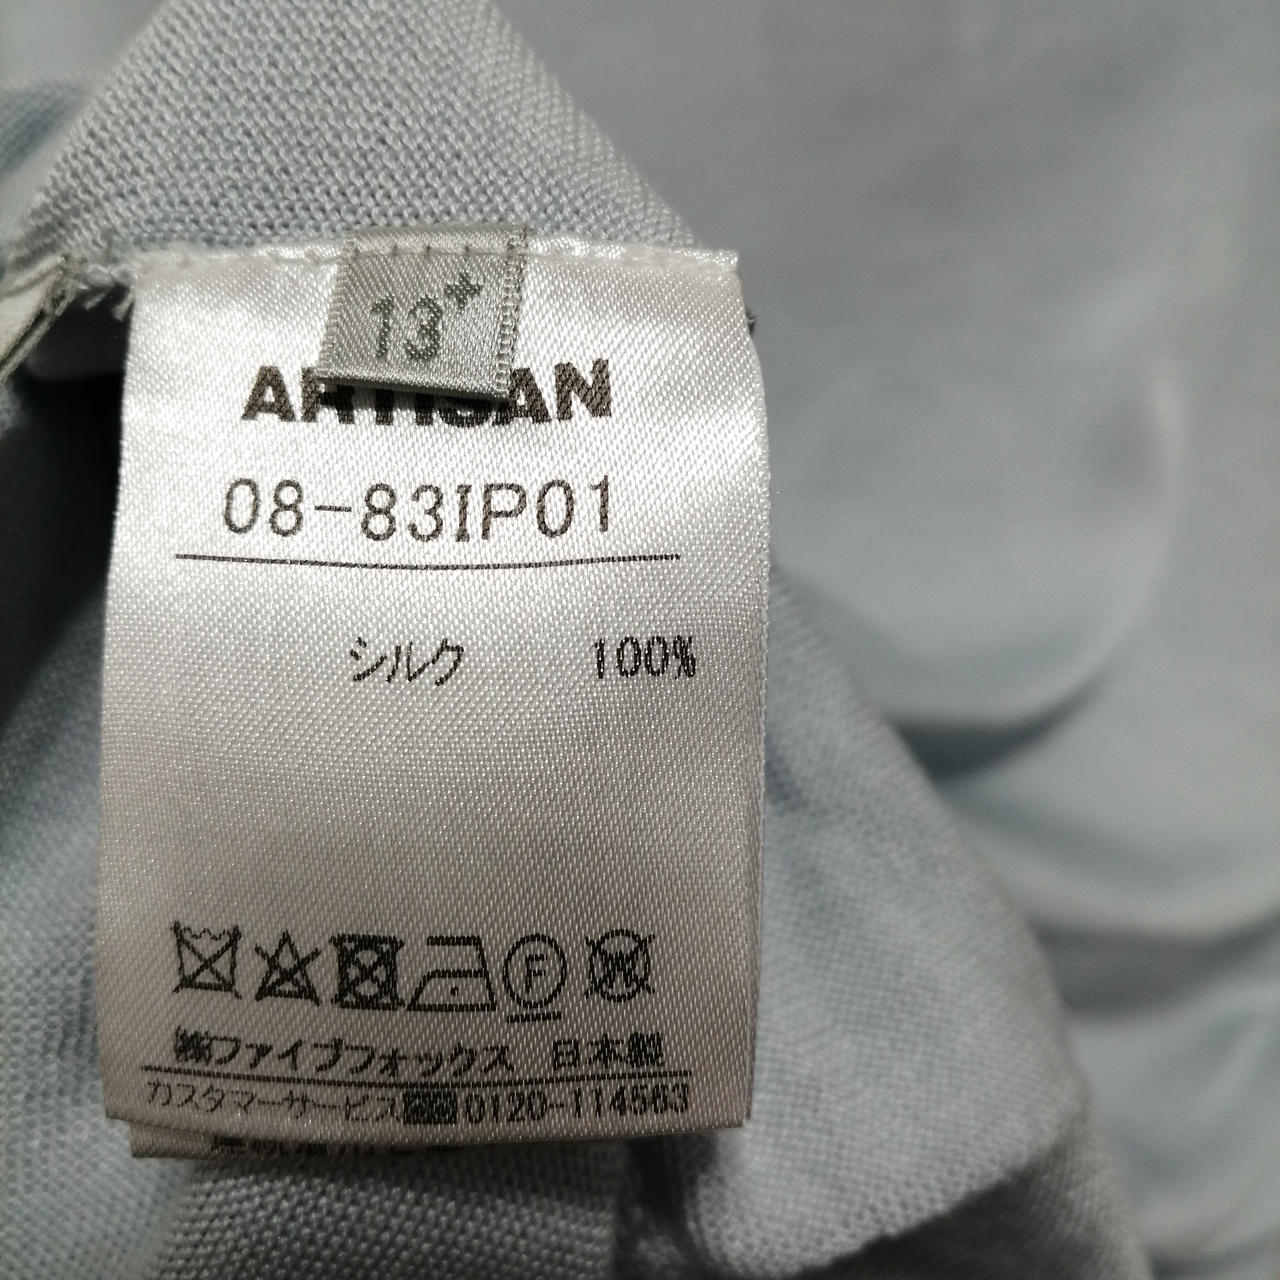 13+
ARTISAN
08-83IP01
シルク 100%
F
㈱ファイブフォックス 日本製
カスタマーサービス 0120-114563